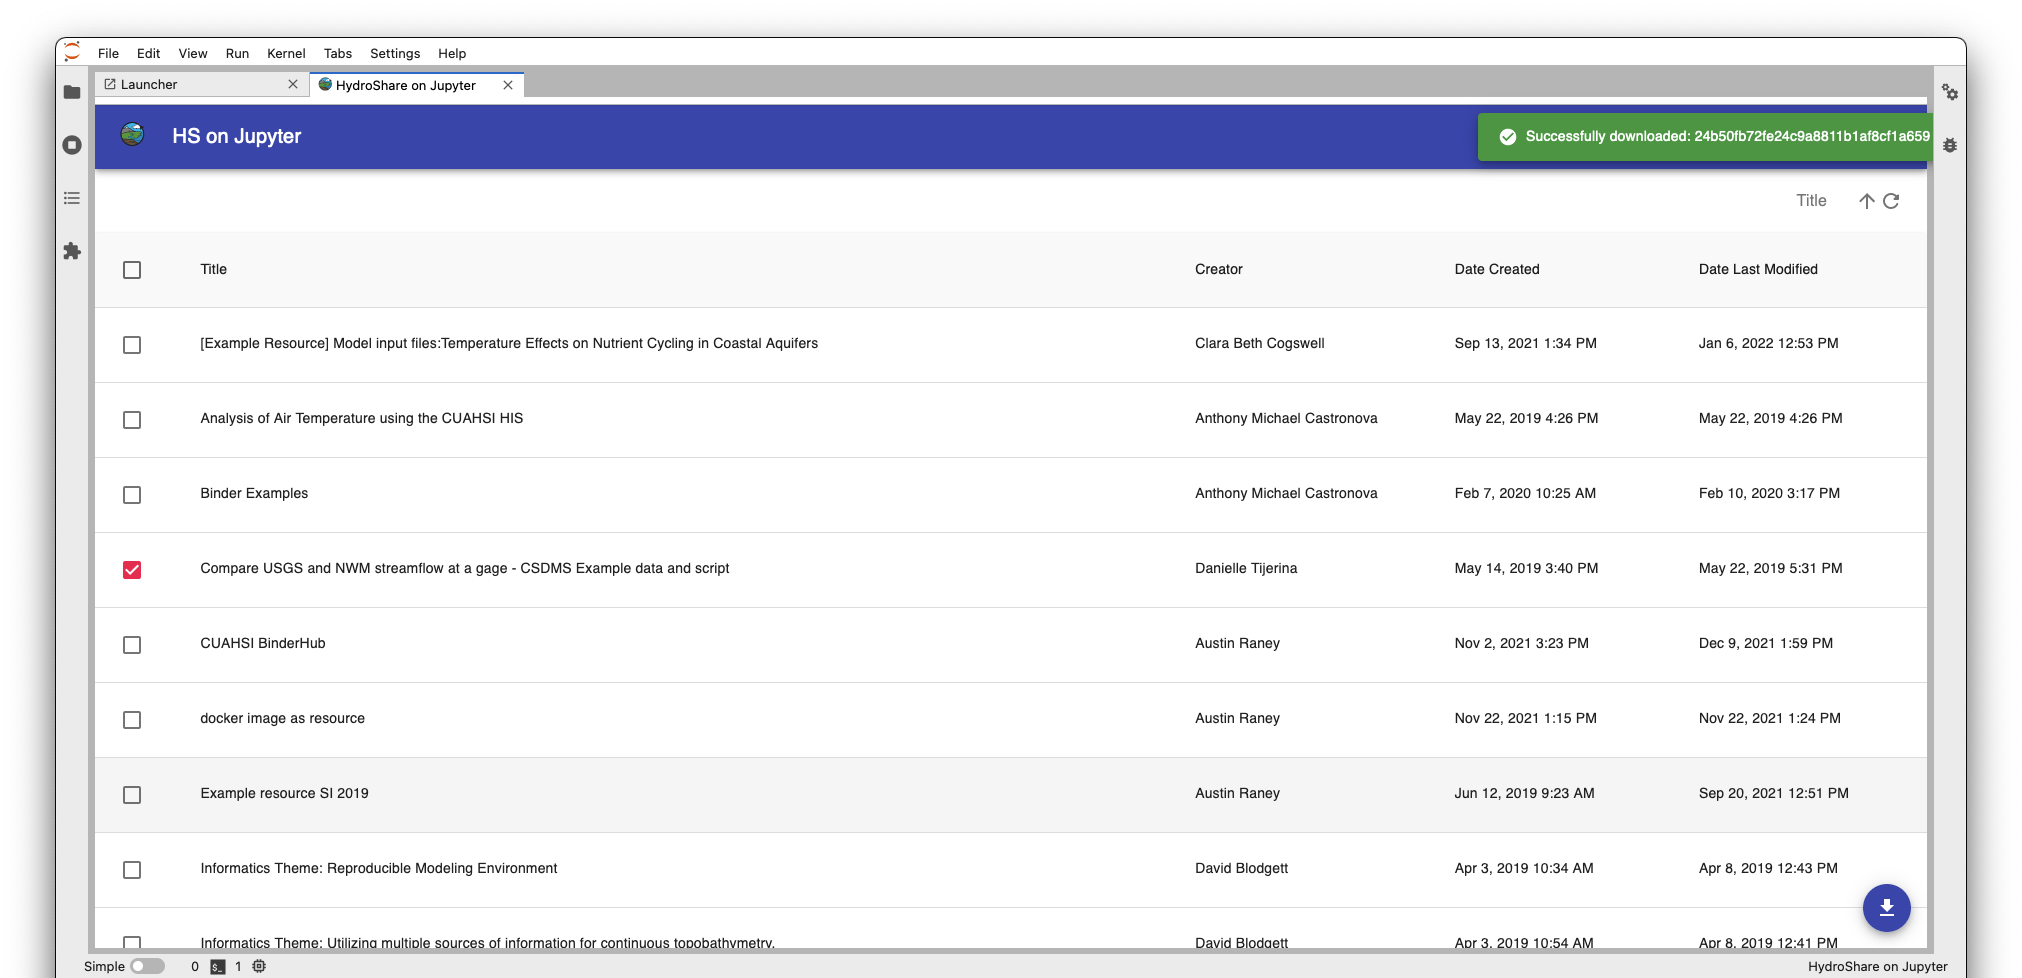 File Edit View Run Kernel Tabs Settings Help
Launcher HydroShare on Jupyter
HS on Jupyter
Successfully downloaded: 24b50fb72fe24c9a8811b1af8cf1a659
Title
Title Creator Date Created Date Last Modified
[Example Resource] Model input files:Temperature Effects on Nutrient Cycling in Coastal Aquifers Clara Beth Cogswell Sep 13, 2021 1:34 PM Jan 6, 2022 12:53 PM
Analysis of Air Temperature using the CUAHSI HIS Anthony Michael Castronova May 22, 2019 4:26 PM May 22, 2019 4:26 PM
Binder Examples Anthony Michael Castronova Feb 7, 2020 10:25 AM Feb 10, 2020 3:17 PM
Compare USGS and NWM streamflow at a gage - CSDMS Example data and script Danielle Tijerina May 14, 2019 3:40 PM May 22, 2019 5:31 PM
CUAHSI BinderHub Austin Raney Nov 2, 2021 3:23 PM Dec 9, 2021 1:59 PM
docker image as resource Austin Raney Nov 22, 2021 1:15 PM Nov 22, 2021 1:24 PM
Example resource SI 2019 Austin Raney Jun 12, 2019 9:23 AM Sep 20, 2021 12:51 PM
Informatics Theme: Reproducible Modeling Environment David Blodgett Apr 3, 2019 10:34 AM Apr 8, 2019 12:43 PM
Informatics Theme: Utilizing multiple sources of information for continuous topobathymetry. David Blodgett Apr 3, 2019 10:54 AM Apr 8, 2019 12:41 PM
Simple 0 $_ 1 HydroShare on Jupyter